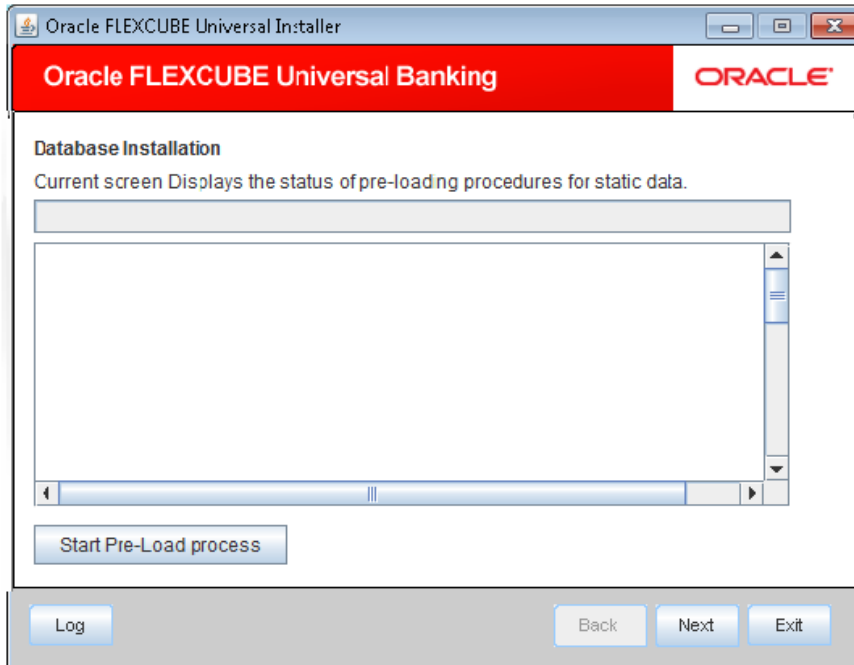 Oracle FLEXCUBE Universal Installer
Oracle FLEXCUBE Universal Banking
ORACLE
Database Installation
Current screen Displays the status of pre-loading procedures for static data.
Start Pre-Load process
Log
Back
Next
Exit